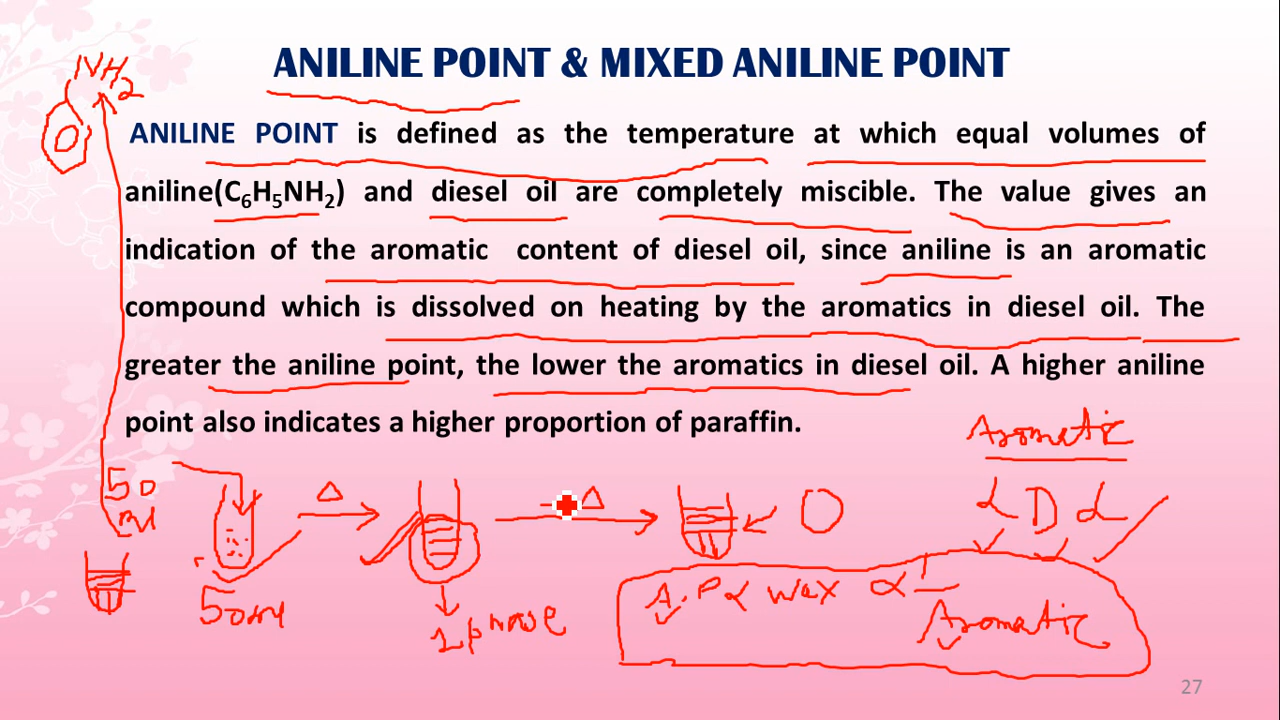 ANILINE POINT & MIXED ANILINE POINT
NH2
ANILINE POINT is defined as the temperature at which equal volumes of
aniline(C₆H₅NH₂) and diesel oil are completely miscible. The value gives an
indication of the aromatic content of diesel oil, since aniline is an aromatic
compound which is dissolved on heating by the aromatics in diesel oil. The
greater the aniline point, the lower the aromatics in diesel oil. A higher aniline
point also indicates a higher proportion of paraffin.
Aromatic
50
ml
Δ
-Δ
50ml
1 phase
A.P α wax α 1
Aromatic
27